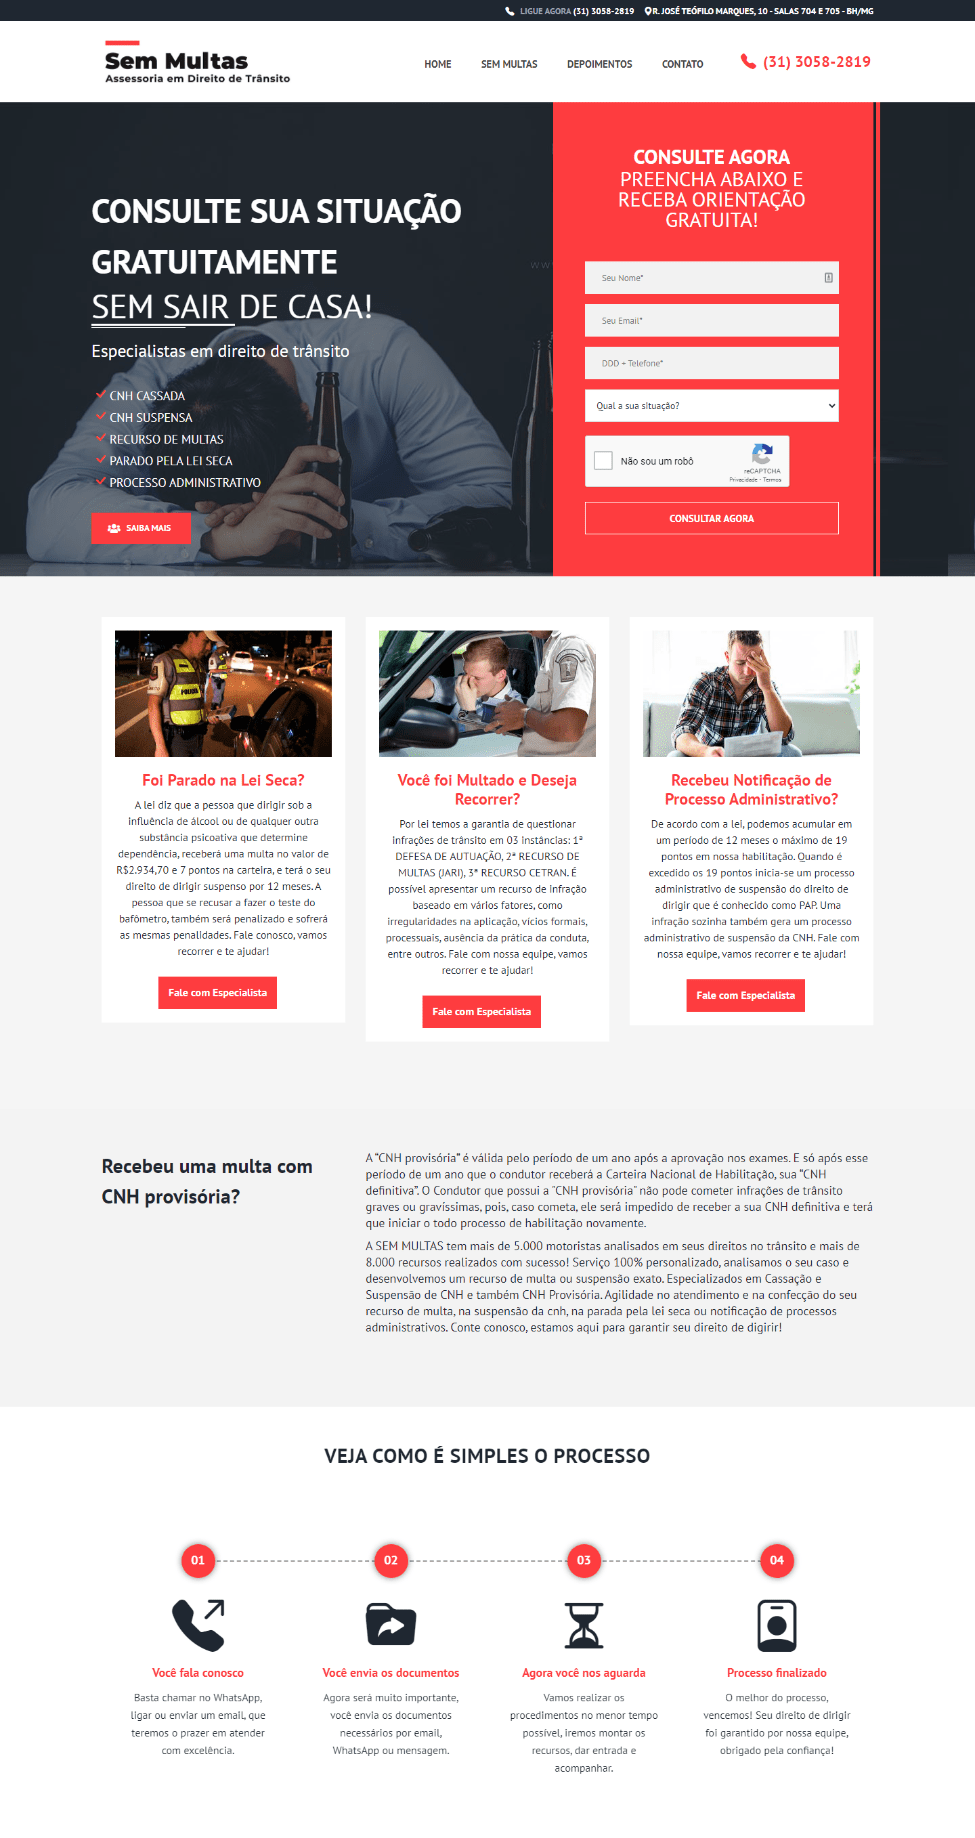 LIGUE AGORA (31) 3058-2819 R. JOSÉ TEÓFILO MARQUES, 10 - SALAS 704 E 705 - BH/MG
Sem Multas
Assessoria em Direito de Trânsito
HOME SEM MULTAS DEPOIMENTOS CONTATO (31) 3058-2819
CONSULTE SUA SITUAÇÃO
GRATUITAMENTE
SEM SAIR DE CASA!
Especialistas em direito de trânsito
CNH CASSADA
CNH SUSPENSA
RECURSO DE MULTAS
PARADO PELA LEI SECA
PROCESSO ADMINISTRATIVO
SAIBA MAIS
CONSULTE AGORA
PREENCHA ABAIXO E
RECEBA ORIENTAÇÃO
GRATUITA!
Seu Nome*
Seu Email*
DDD + Telefone*
Qual a sua situação?
Não sou um robô
reCAPTCHA
Privacidade - Termos
CONSULTAR AGORA
Foi Parado na Lei Seca?
A lei diz que a pessoa que dirigir sob a
influência de álcool ou de qualquer outra
substância psicoativa que determine
dependência, receberá uma multa no valor de
R$2.934,70 e 7 pontos na carteira, e terá o seu
direito de dirigir suspenso por 12 meses. A
pessoa que se recusar a fazer o teste do
bafômetro, também será penalizado e sofrerá
as mesmas penalidades. Fale conosco, vamos
recorrer e te ajudar!
Fale com Especialista
Você foi Multado e Deseja
Recorrer?
Por lei temos a garantia de questionar
infrações de trânsito em 03 instâncias: 1ª
DEFESA DE AUTUAÇÃO, 2ª RECURSO DE
MULTAS (JARI), 3ª RECURSO CETRAN. É
possível apresentar um recurso de infração
baseado em vários fatores, como
irregularidades na aplicação, vícios formais,
processuais, ausência da prática da conduta,
entre outros. Fale com nossa equipe, vamos
recorrer e te ajudar!
Fale com Especialista
Recebeu Notificação de
Processo Administrativo?
De acordo com a lei, podemos acumular em
um período de 12 meses o máximo de 19
pontos em nossa habilitação. Quando é
excedido os 19 pontos inicia-se um processo
administrativo de suspensão do direito de
dirigir que é conhecido como PAP. Uma
infração sozinha também gera um processo
administrativo de suspensão da CNH. Fale com
nossa equipe, vamos recorrer e te ajudar!
Fale com Especialista
Recebeu uma multa com
CNH provisória?
A “CNH provisória” é válida pelo período de um ano após a aprovação nos exames. E só após esse
período de um ano que o condutor receberá a Carteira Nacional de Habilitação, sua “CNH
definitiva”. O Condutor que possui a “CNH provisória” não pode cometer infrações de trânsito
graves ou gravíssimas, pois, caso cometa, ele será impedido de receber a sua CNH definitiva e terá
que iniciar o todo processo de habilitação novamente.
A SEM MULTAS tem mais de 5.000 motoristas analisados em seus direitos no trânsito e mais de
8.000 recursos realizados com sucesso! Serviço 100% personalizado, analisamos o seu caso e
desenvolvemos um recurso de multa ou suspensão exato. Especializados em Cassação e
Suspensão de CNH e também CNH Provisória. Agilidade no atendimento e na confecção do seu
recurso de multa, na suspensão da cnh, na parada pela lei seca ou notificação de processos
administrativos. Conte conosco, estamos aqui para garantir seu direito de digirir!
VEJA COMO É SIMPLES O PROCESSO
01
Você fala conosco
Basta chamar no WhatsApp,
ligar ou enviar um email, que
teremos o prazer em atender
com excelência.
02
Você envia os documentos
Agora será muito importante,
você envia os documentos
necessários por email,
WhatsApp ou mensagem.
03
Agora você nos aguarda
Vamos realizar os
procedimentos no menor tempo
possível, iremos montar os
recursos, dar entrada e
acompanhar.
04
Processo finalizado
O melhor do processo,
vencemos! Seu direito de dirigir
foi garantido por nossa equipe,
obrigado pela confiança!